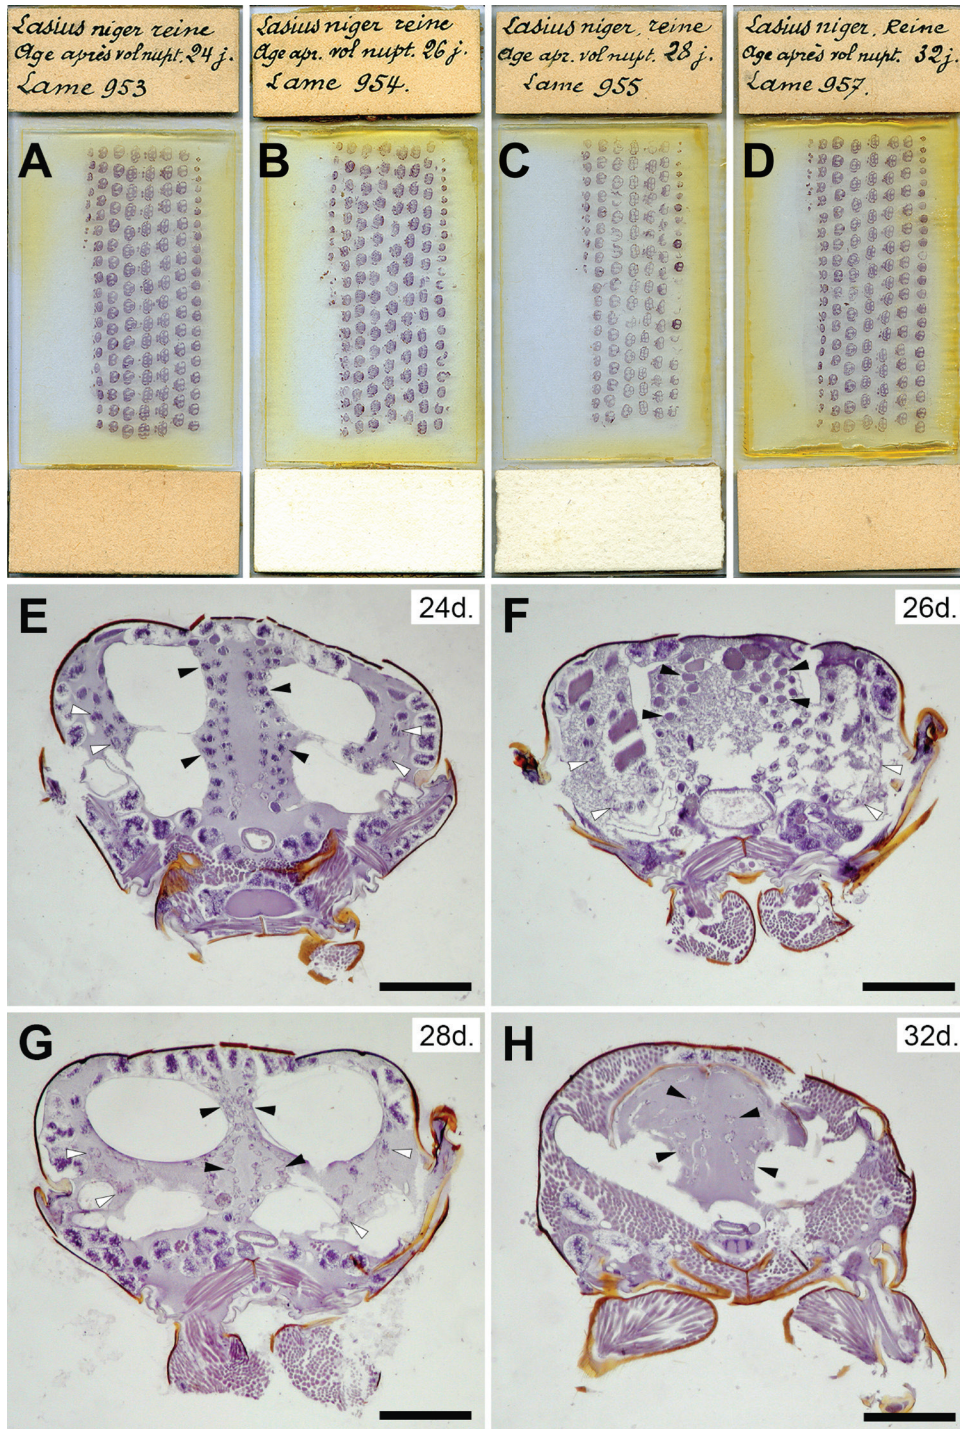 Lasius niger reine
Age après vol nupt. 24 j.
Lame 953
Lasius niger reine
Age apr. vol nupt. 26 j.
Lame 954.
Lasius niger, reine
Age apr. vol nupt. 28 j.
Lame 955
Lasius niger, Reine
Age après vol nupt. 32 j.
Lame 957.
A
B
C
D
E
24d.
F
26d.
G
28d.
H
32d.